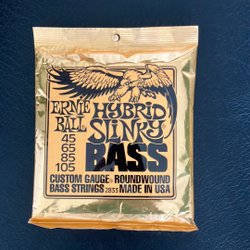 ERNIE BALL
HYBRID SLINKY
BASS
45
65
85
105
CUSTOM GAUGE ROUNDWOUND
BASS STRINGS 2833 MADE IN USA